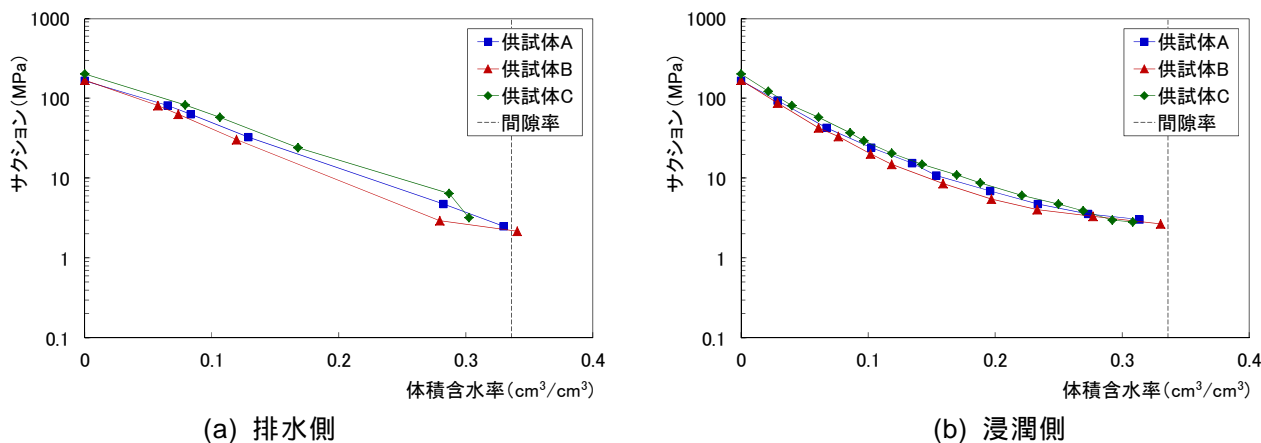 1000
100
10
1
0.1
サクション(MPa)
供試体A
供試体B
供試体C
間隙率
0
0.1
0.2
0.3
0.4
体積含水率(cm³/cm³)
(a) 排水側
1000
100
10
1
0.1
サクション(MPa)
供試体A
供試体B
供試体C
間隙率
0
0.1
0.2
0.3
0.4
体積含水率(cm³/cm³)
(b) 浸潤側